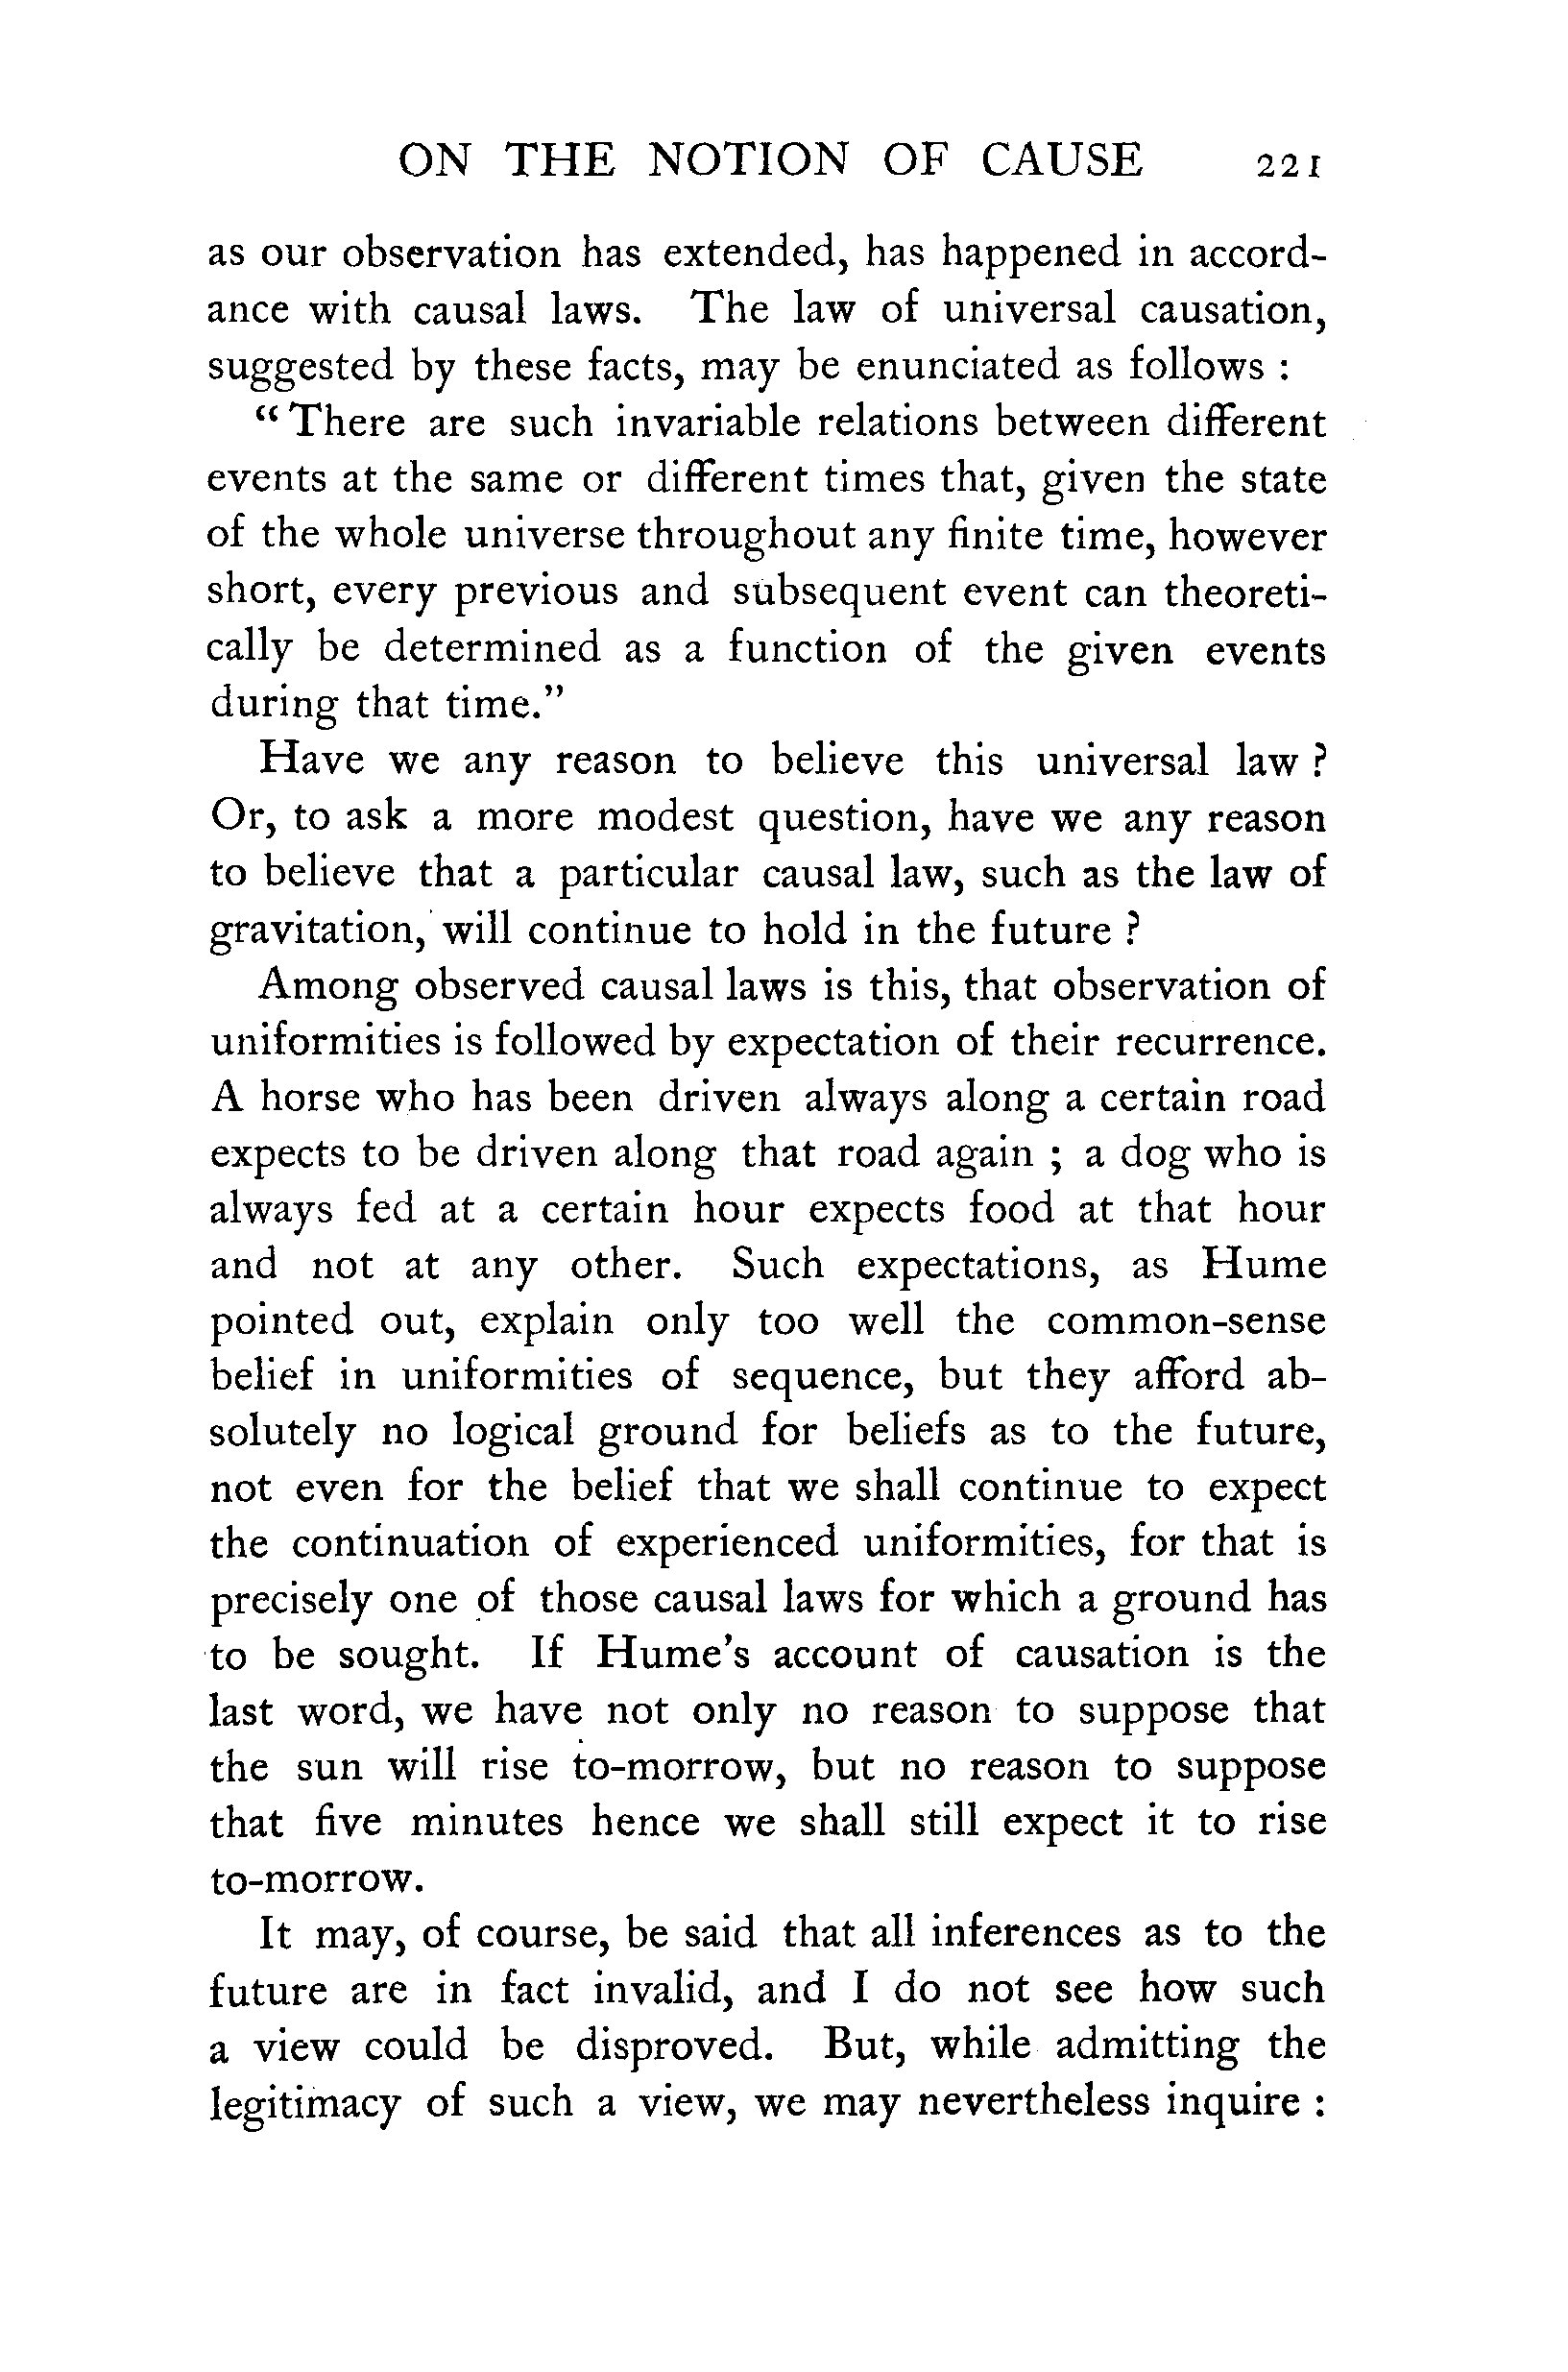 ON THE NOTION OF CAUSE 221
as our observation has extended, has happened in accord-
ance with causal laws. The law of universal causation,
suggested by these facts, may be enunciated as follows :
“ There are such invariable relations between different
events at the same or different times that, given the state
of the whole universe throughout any finite time, however
short, every previous and subsequent event can theoreti-
cally be determined as a function of the given events
during that time.”
Have we any reason to believe this universal law ?
Or, to ask a more modest question, have we any reason
to believe that a particular causal law, such as the law of
gravitation, will continue to hold in the future ?
Among observed causal laws is this, that observation of
uniformities is followed by expectation of their recurrence.
A horse who has been driven always along a certain road
expects to be driven along that road again ; a dog who is
always fed at a certain hour expects food at that hour
and not at any other. Such expectations, as Hume
pointed out, explain only too well the common-sense
belief in uniformities of sequence, but they afford ab-
solutely no logical ground for beliefs as to the future,
not even for the belief that we shall continue to expect
the continuation of experienced uniformities, for that is
precisely one of those causal laws for which a ground has
to be sought. If Hume’s account of causation is the
last word, we have not only no reason to suppose that
the sun will rise to-morrow, but no reason to suppose
that five minutes hence we shall still expect it to rise
to-morrow.
It may, of course, be said that all inferences as to the
future are in fact invalid, and I do not see how such
a view could be disproved. But, while admitting the
legitimacy of such a view, we may nevertheless inquire :